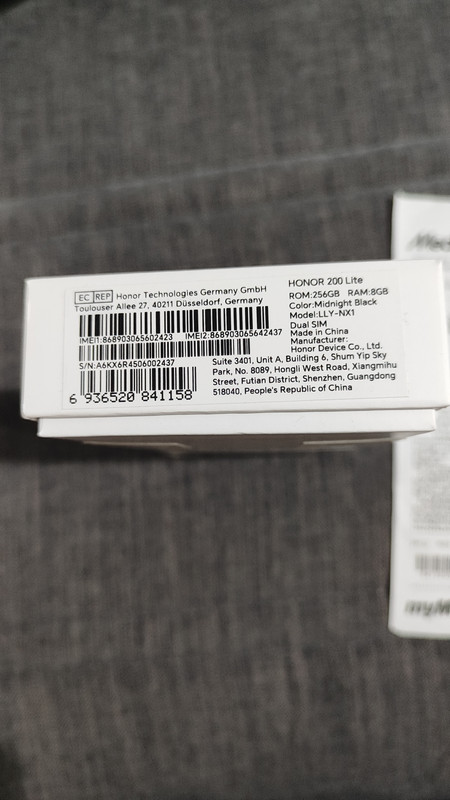 EC REP Honor Technologies Germany GmbH
Toulouser Allee 27, 40211 Düsseldorf, Germany
IMEI1:868903065602423 IMEI2:868903065642437
S/N:A6KX6R4506002437
6 936520 841158
HONOR 200 Lite
ROM:256GB RAM:8GB
Color:Midnight Black
Model:LLY-NX1
Dual SIM
Made in China
Manufacturer:
Honor Device Co., Ltd.
Suite 3401, Unit A, Building 6, Shum Yip Sky
Park, No. 8089, Hongli West Road, Xiangmihu
Street, Futian District, Shenzhen, Guangdong
518040, People's Republic of China